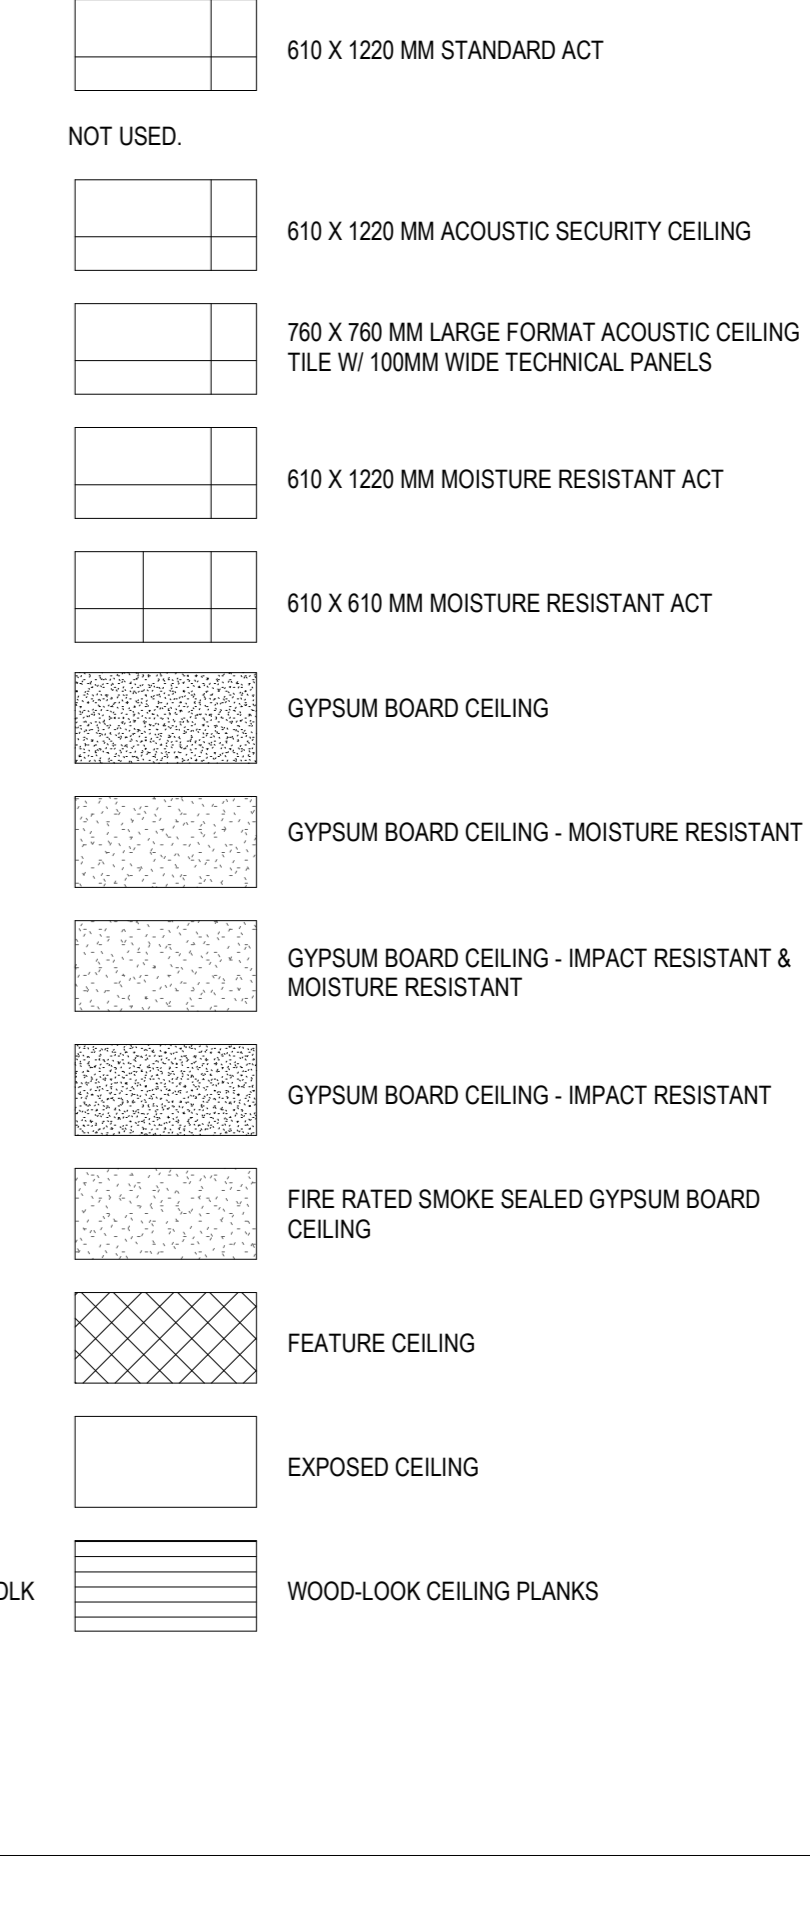 610 X 1220 MM STANDARD ACT
NOT USED.
610 X 1220 MM ACOUSTIC SECURITY CEILING
760 X 760 MM LARGE FORMAT ACOUSTIC CEILING
TILE W/ 100MM WIDE TECHNICAL PANELS
610 X 1220 MM MOISTURE RESISTANT ACT
610 X 610 MM MOISTURE RESISTANT ACT
GYPSUM BOARD CEILING
GYPSUM BOARD CEILING - MOISTURE RESISTANT
GYPSUM BOARD CEILING - IMPACT RESISTANT &
MOISTURE RESISTANT
GYPSUM BOARD CEILING - IMPACT RESISTANT
FIRE RATED SMOKE SEALED GYPSUM BOARD
CEILING
FEATURE CEILING
EXPOSED CEILING
WOOD-LOOK CEILING PLANKS